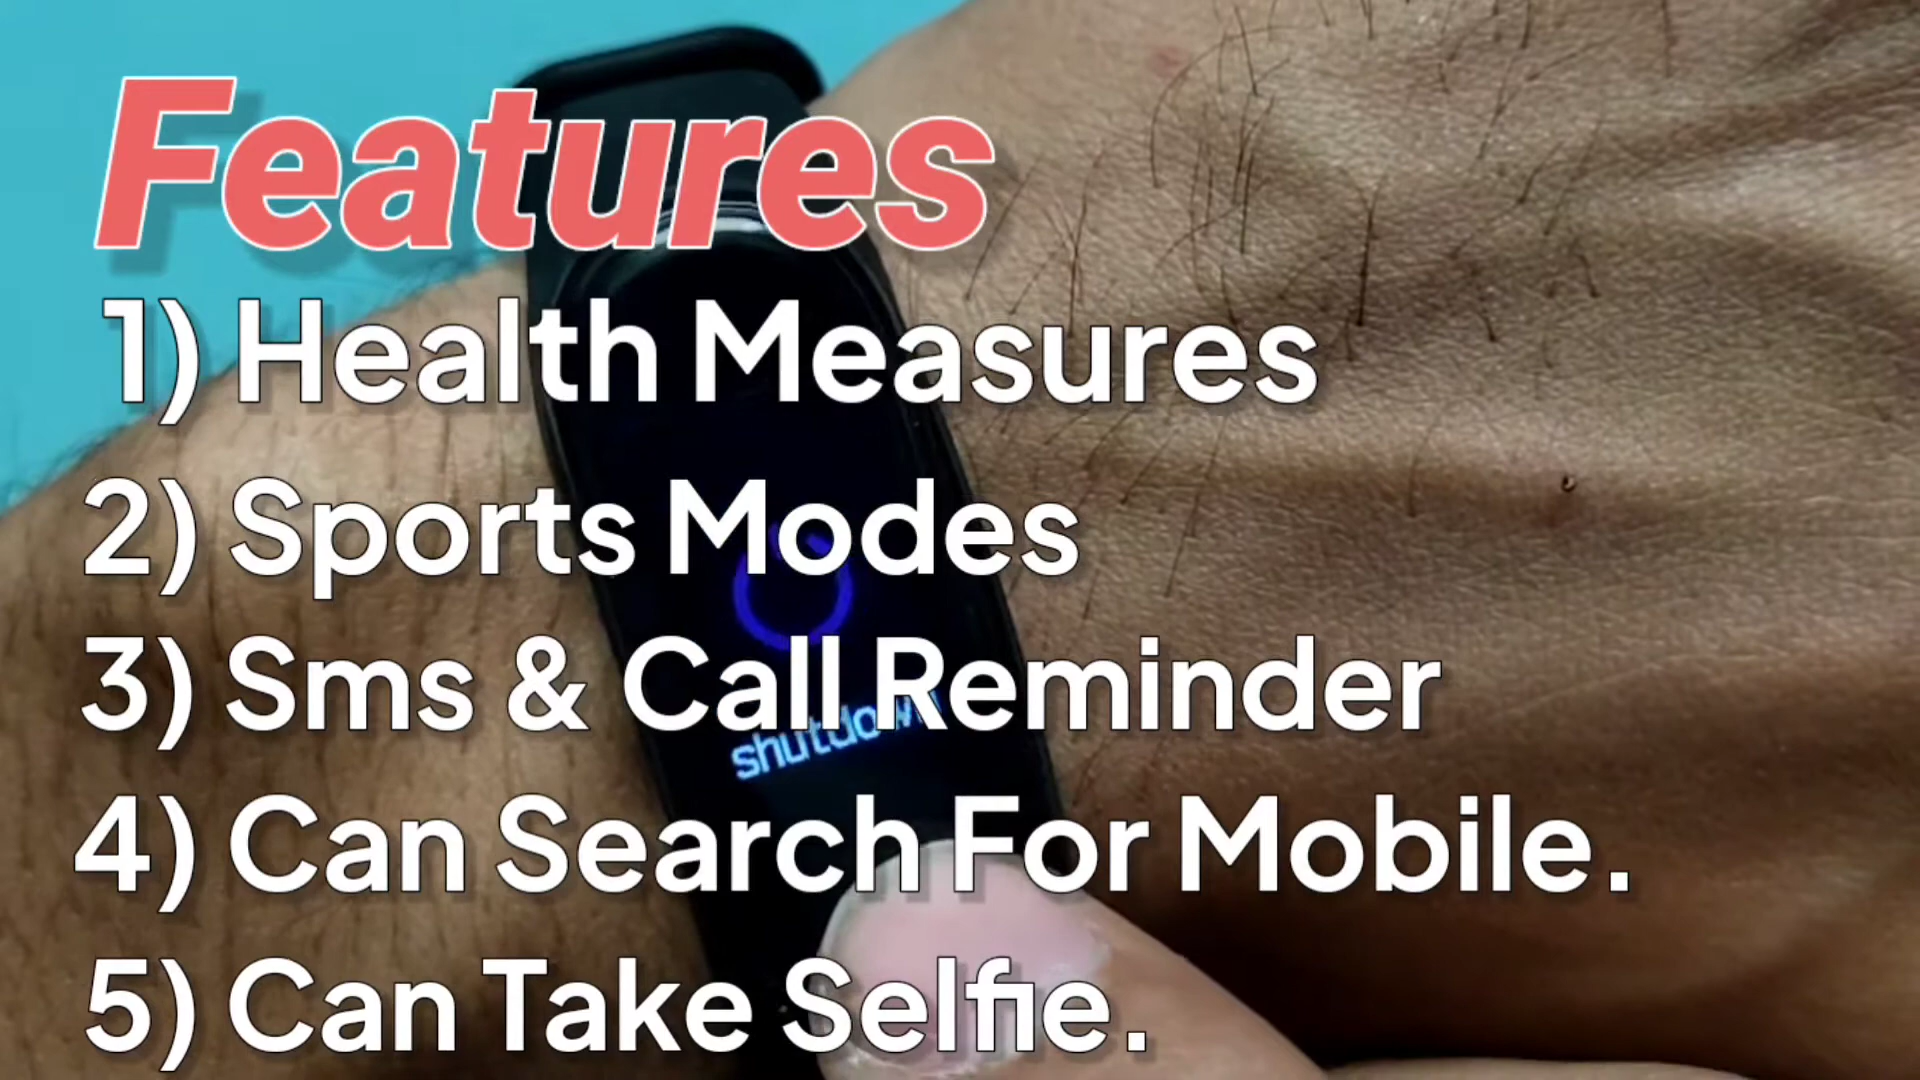 Features
1) Health Measures
2) Sports Modes
3) Sms & Call Reminder
shutdown
4) Can Search For Mobile.
5) Can Take Selfie.